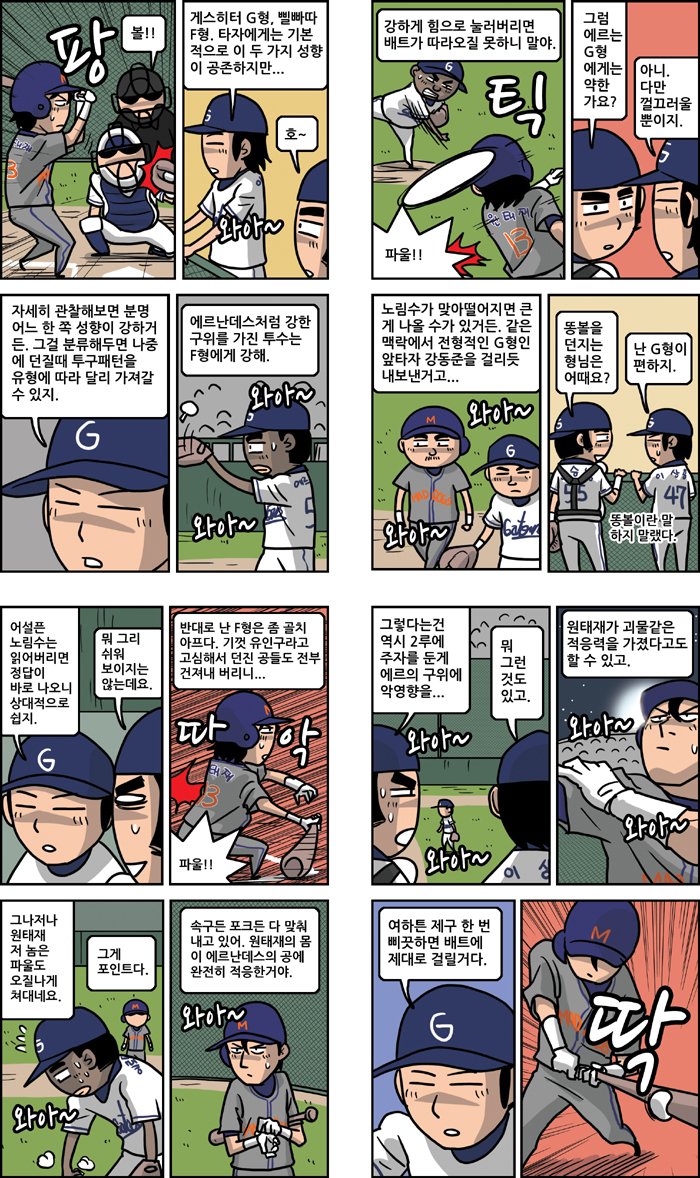 볼!!
팡
게스히터 G형, 삘빠따
F형. 타자에게는 기본
적으로 이 두 가지 성향
이 공존하지만...
호~
와아~
자세히 관찰해보면 분명
어느 한 쪽 성향이 강하거
든. 그걸 분류해두면 나중
에 던질때 투구패턴을
유형에 따라 달리 가져갈
수 있지.
G
에르난데스처럼 강한
구위를 가진 투수는
F형에게 강해.
와아~
와아~
강하게 힘으로 눌러버리면
배트가 따라오질 못하니 말야.
G
틱
윤태재
13
파울!!
그럼
에르는
G형
에게는
약한
가요?
아니.
다만
껄끄러울
뿐이지.
노림수가 맞아떨어지면 큰
게 나올 수가 있거든. 같은
맥락에서 전형적인 G형인
앞타자 강동준을 걸리듯
내보낸거고...
와아~
M
G
와아~
똥볼을
던지는
형님은
어때요?
난 G형이
편하지.
55
이상훈
47
똥볼이란 말
하지 말랬다.
어설픈
노림수는
읽어버리면
정답이
바로 나오니
상대적으로
쉽지.
뭐 그리
쉬워
보이지는
않는데요.
G
반대로 난 F형은 좀 골치
아프다. 기껏 유인구라고
고심해서 던진 공들도 전부
건져내 버리니...
따악
태재
13
파울!!
그나저나
원태재
저 놈은
파울도
오질나게
쳐대네요.
그게
포인트다.
M
G
와아~
속구든 포크든 다 맞춰
내고 있어. 원태재의 몸
이 에르난데스의 공에
완전히 적응한거야.
와아~
M
와아~
그렇다는건
역시 2루에
주자를 둔게
에르의 구위에
악영향을...
뭐
그런
것도
있고.
와아~
와아~
이상
원태재가 괴물같은
적응력을 가졌다고도
할 수 있고.
와아~
와아~
여하튼 제구 한 번
삐끗하면 배트에
제대로 걸릴거다.
G
M
딱